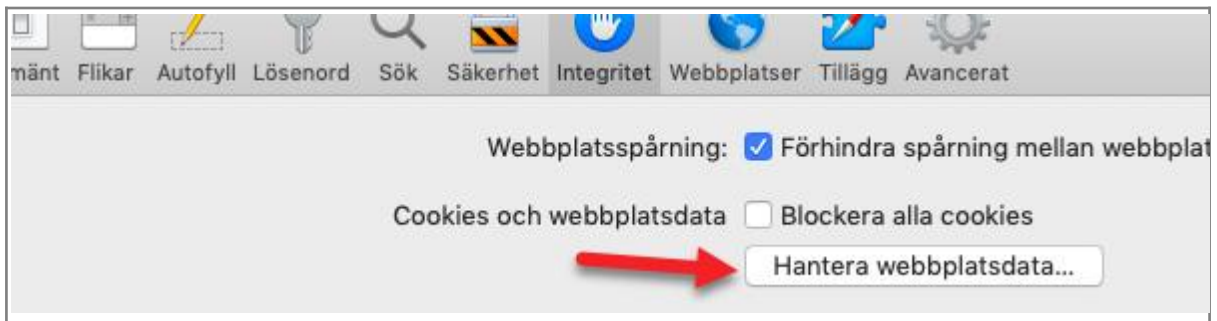 mänt Flikar Autofyll Lösenord Sök Säkerhet Integritet Webbplatser Tillägg Avancerat
Webbplatsspårning: Förhindra spårning mellan webbplat
Cookies och webbplatsdata Blockera alla cookies
Hantera webbplatsdata...